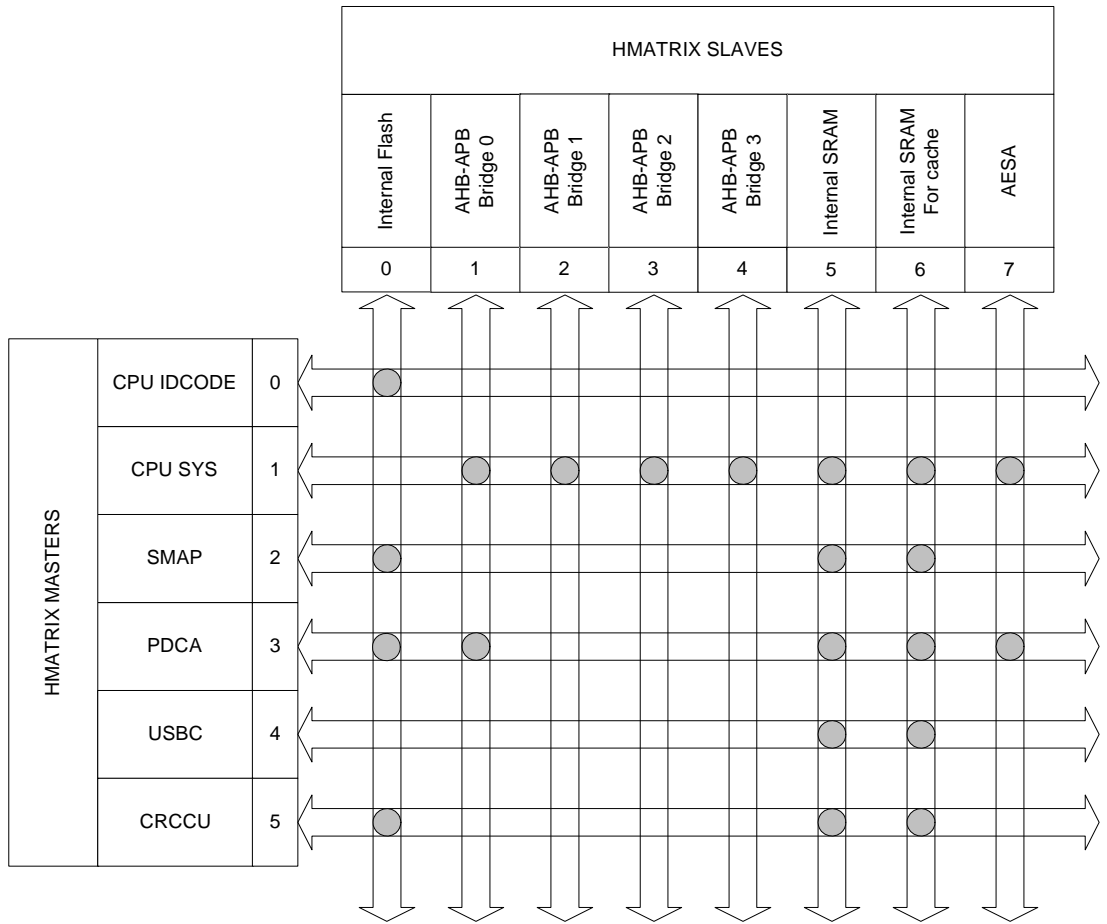 HMATRIX SLAVES
Internal Flash
AHB-APB
Bridge 0
AHB-APB
Bridge 1
AHB-APB
Bridge 2
AHB-APB
Bridge 3
Internal SRAM
Internal SRAM
For cache
AESA
0 1 2 3 4 5 6 7
HMATRIX MASTERS
CPU IDCODE 0
CPU SYS 1
SMAP 2
PDCA 3
USBC 4
CRCCU 5